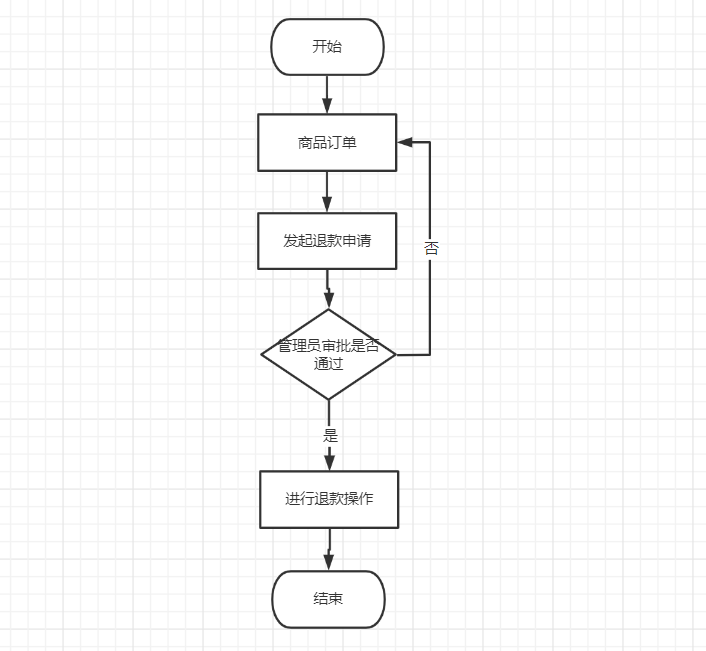 开始
商品订单
发起退款申请
否
管理员审批是否
通过
是
进行退款操作
结束